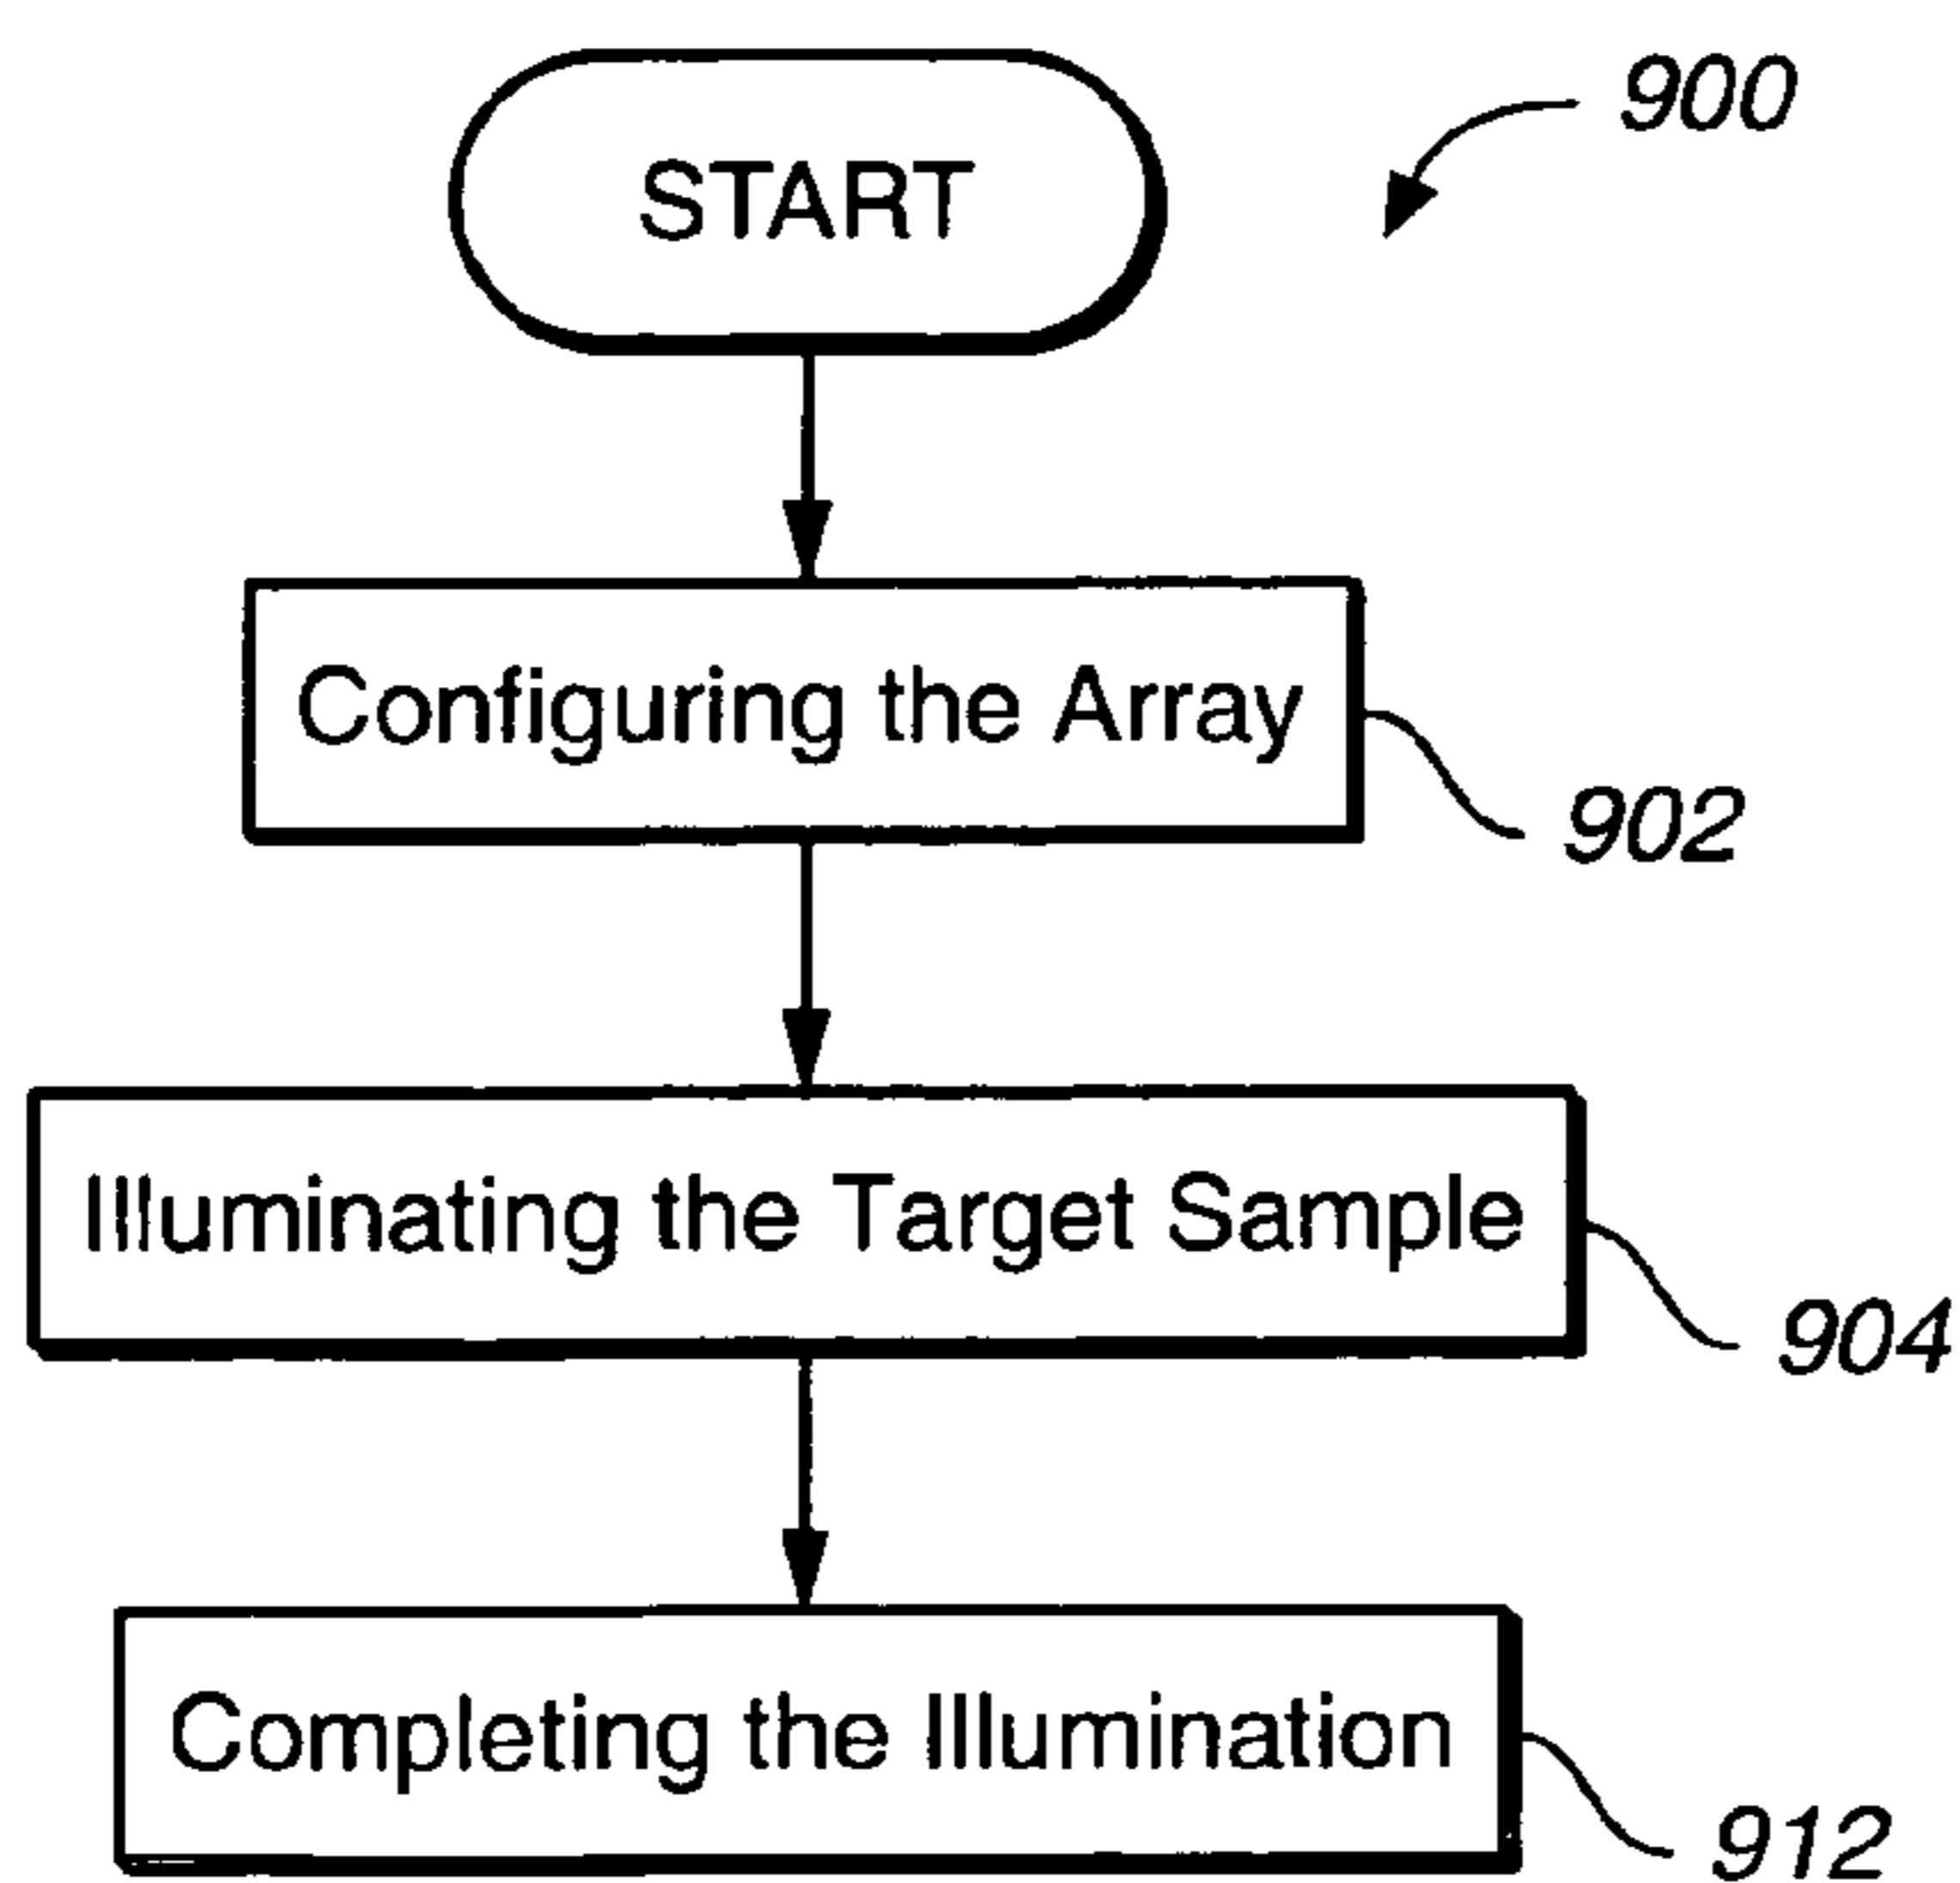 START
900
Configuring the Array
902
Illuminating the Target Sample
904
Completing the Illumination
912